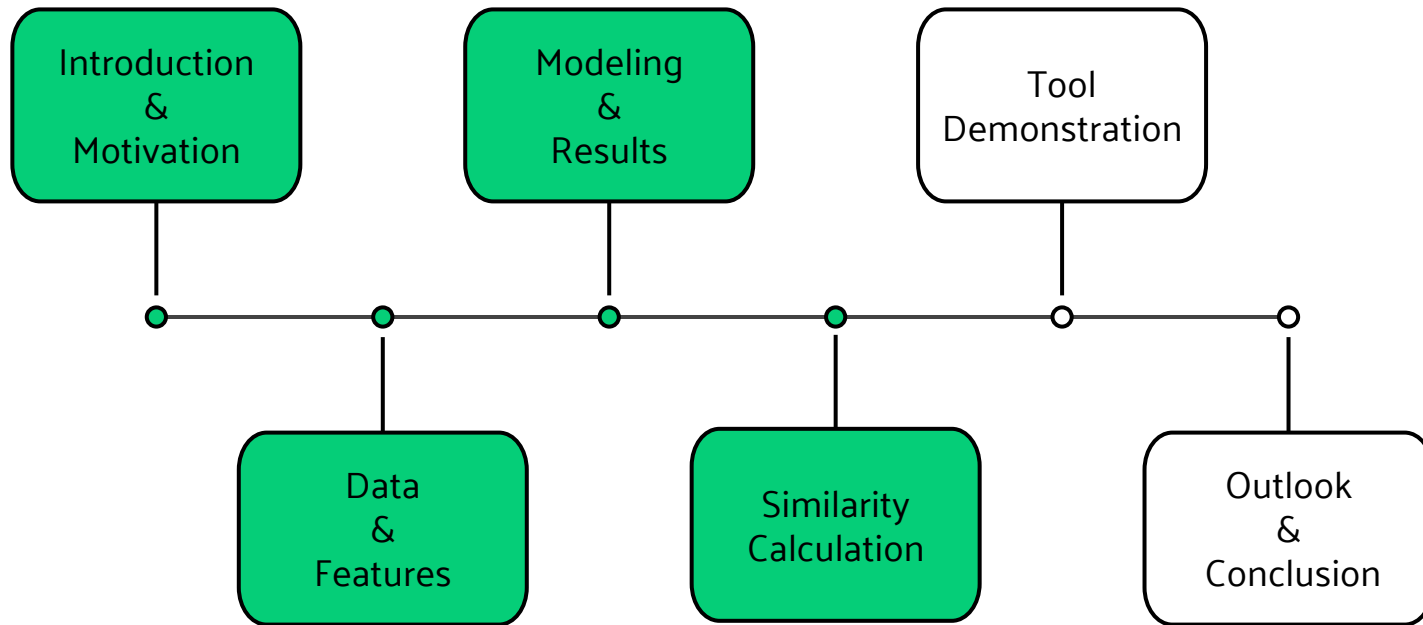 Introduction
&
Motivation
Data
&
Features
Modeling
&
Results
Similarity
Calculation
Tool
Demonstration
Outlook
&
Conclusion